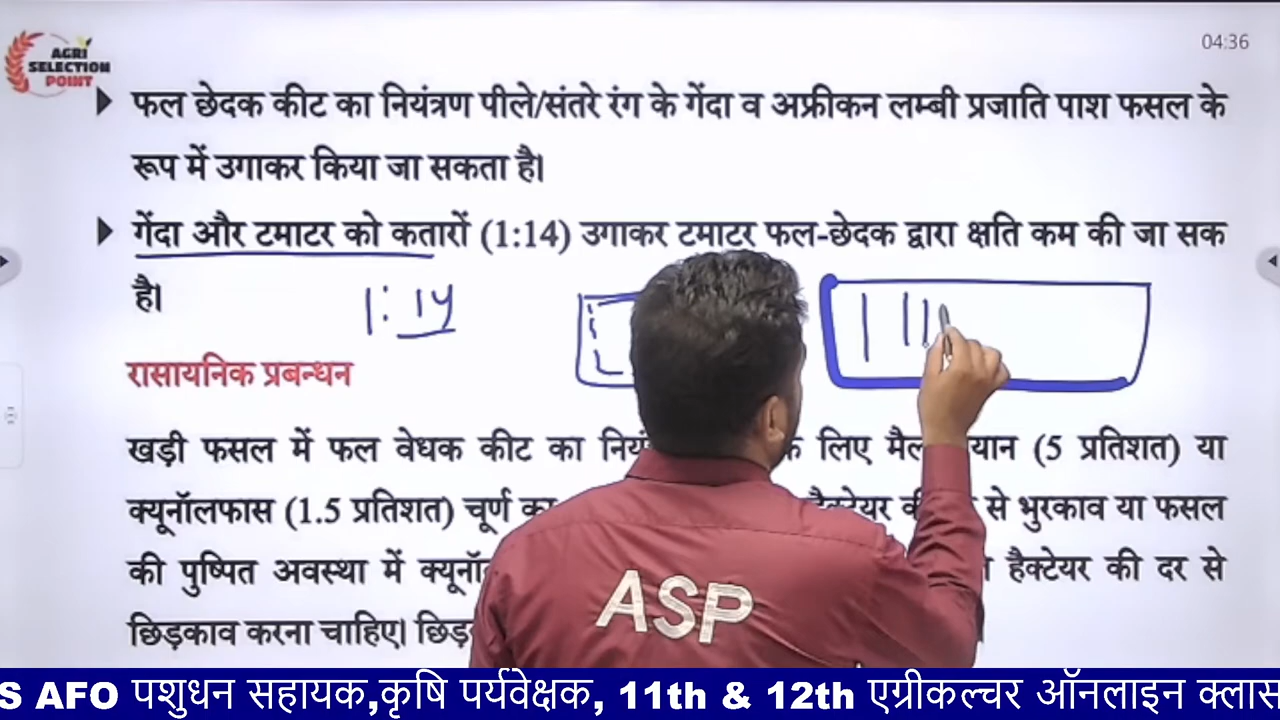 AGRI
SELECTION
POINT
04:36
फल छेदक कीट का नियंत्रण पीले/संतरे रंग के गेंदा व अफ्रीकन लम्बी प्रजाति पाश फसल के
रूप में उगाकर किया जा सकता है।
गेंदा और टमाटर को कतारों (1:14) उगाकर टमाटर फल-छेदक द्वारा क्षति कम की जा सक
है।
1:14
रासायनिक प्रबन्धन
खड़ी फसल में फल वेधक कीट का लिए यान (5 प्रतिशत) या
क्यूनॉलफास (1.5 प्रतिशत) चूर्ण का से भुरकाव या फसल
की पुष्पित अवस्था में हैक्टेयर की दर से
छिड़काव करना चाहिए।
ASP
S AFO पशुधन सहायक,कृषि पर्यवेक्षक, 11th & 12th एग्रीकल्चर ऑनलाइन क्लास